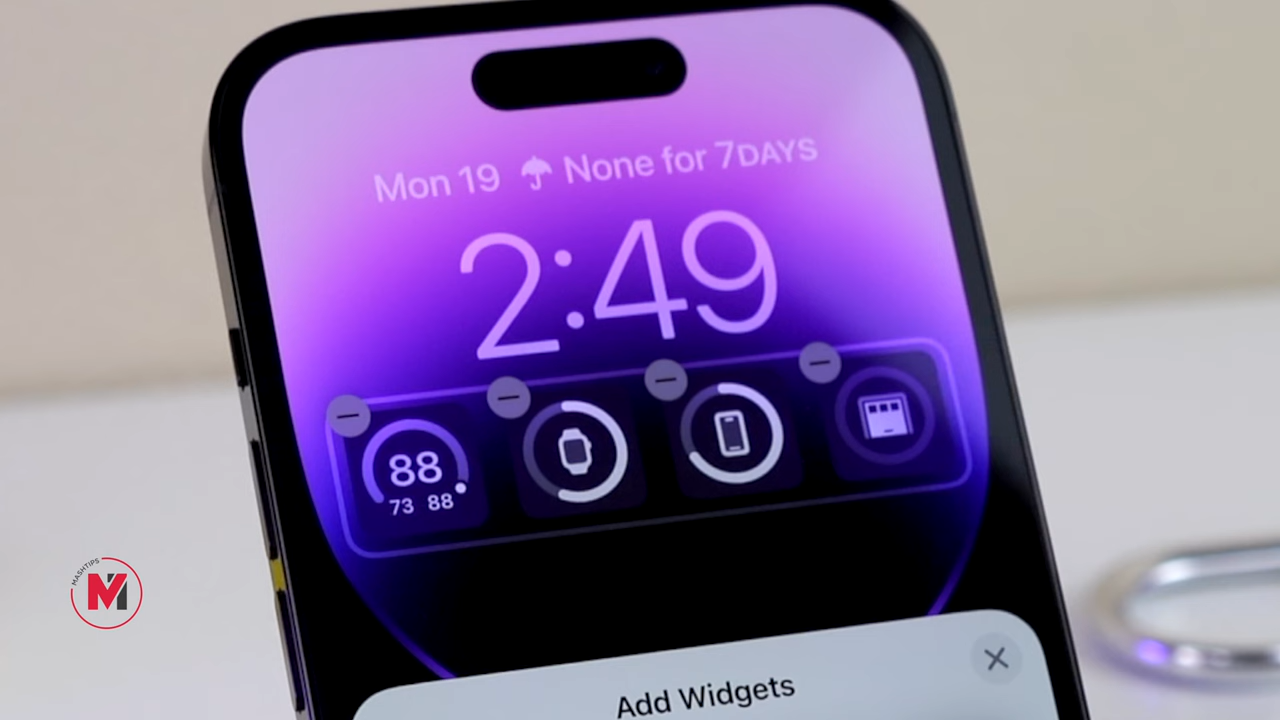 Mon 19 None for 7DAYS
2:49
88
73 88
MASHTIPS
M
Add Widgets